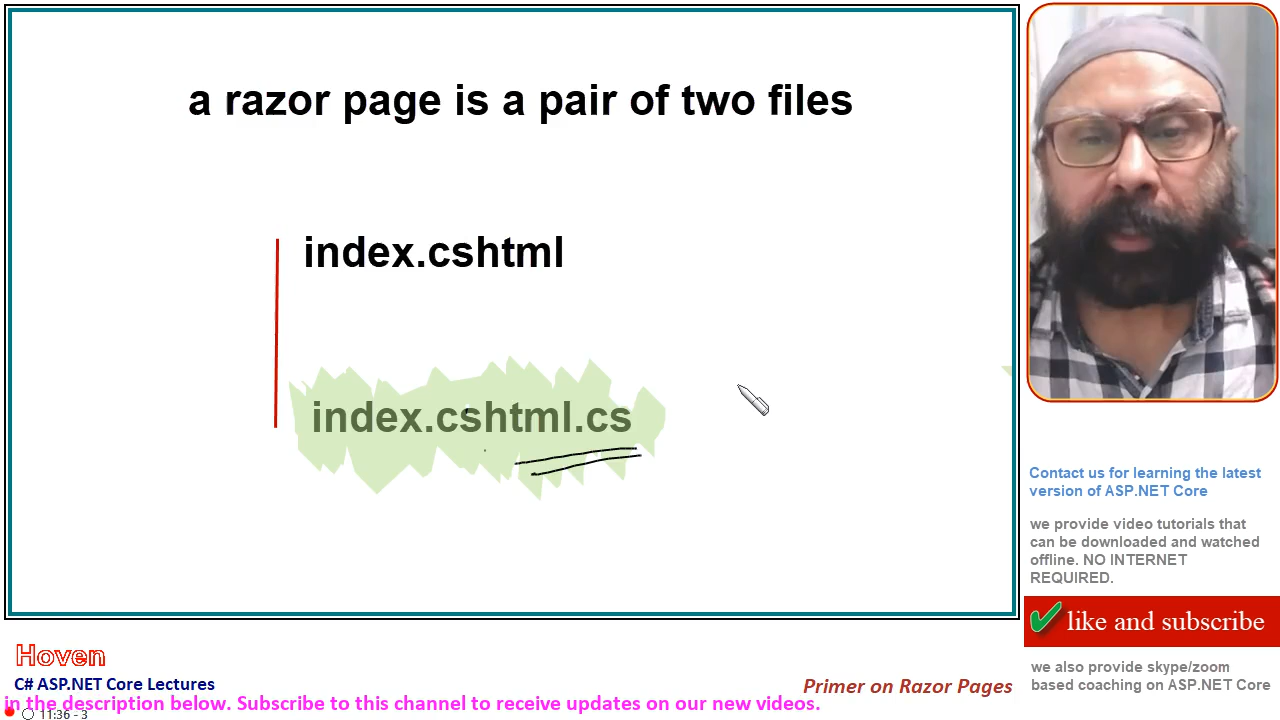 a razor page is a pair of two files
index.cshtml
index.cshtml.cs
Contact us for learning the latest
version of ASP.NET Core
we provide video tutorials that
can be downloaded and watched
offline. NO INTERNET
REQUIRED.
like and subscribe
we also provide skype/zoom
based coaching on ASP.NET Core
Hoven
C# ASP.NET Core Lectures
Primer on Razor Pages
in the description below. Subscribe to this channel to receive updates on our new videos.
11:36 - 3